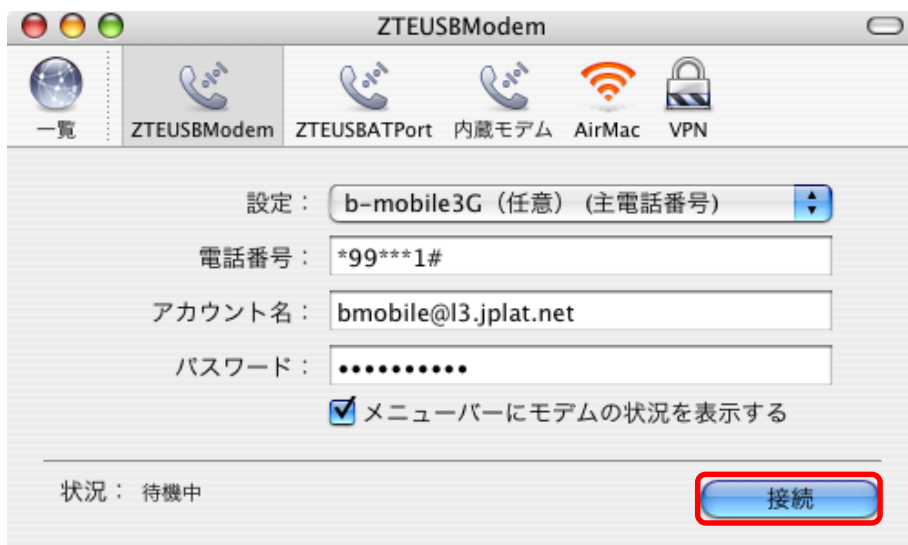 ZTEUSBModem
一覧 ZTEUSBModem ZTEUSBATPort 内蔵モデム AirMac VPN
設定： b-mobile3G（任意） (主電話番号)
電話番号： *99***1#
アカウント名： bmobile@l3.jplat.net
パスワード： ••••••••••
メニューバーにモデムの状況を表示する
状況： 待機中 接続